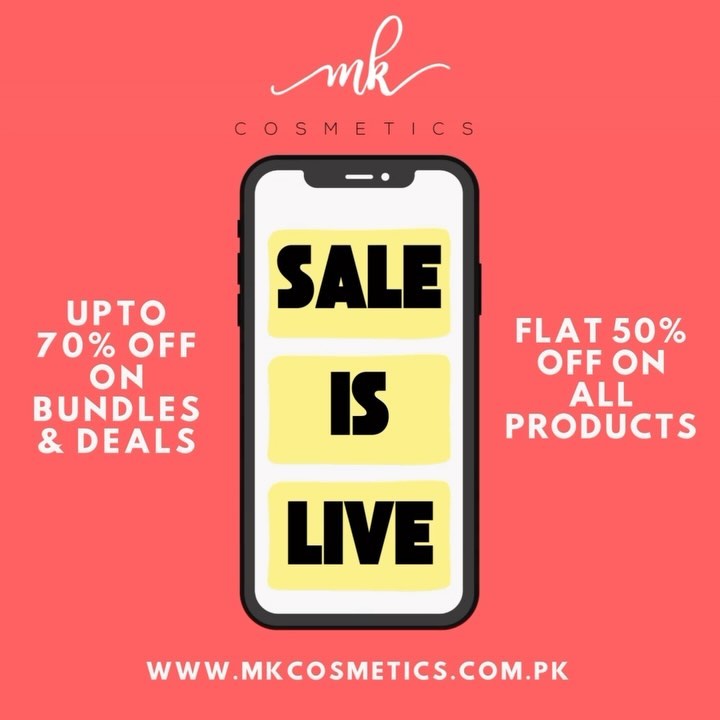 mk
COSMETICS
SALE
IS
LIVE
UPTO
70% OFF
ON
BUNDLES
& DEALS
FLAT 50%
OFF ON
ALL
PRODUCTS
WWW.MKCOSMETICS.COM.PK